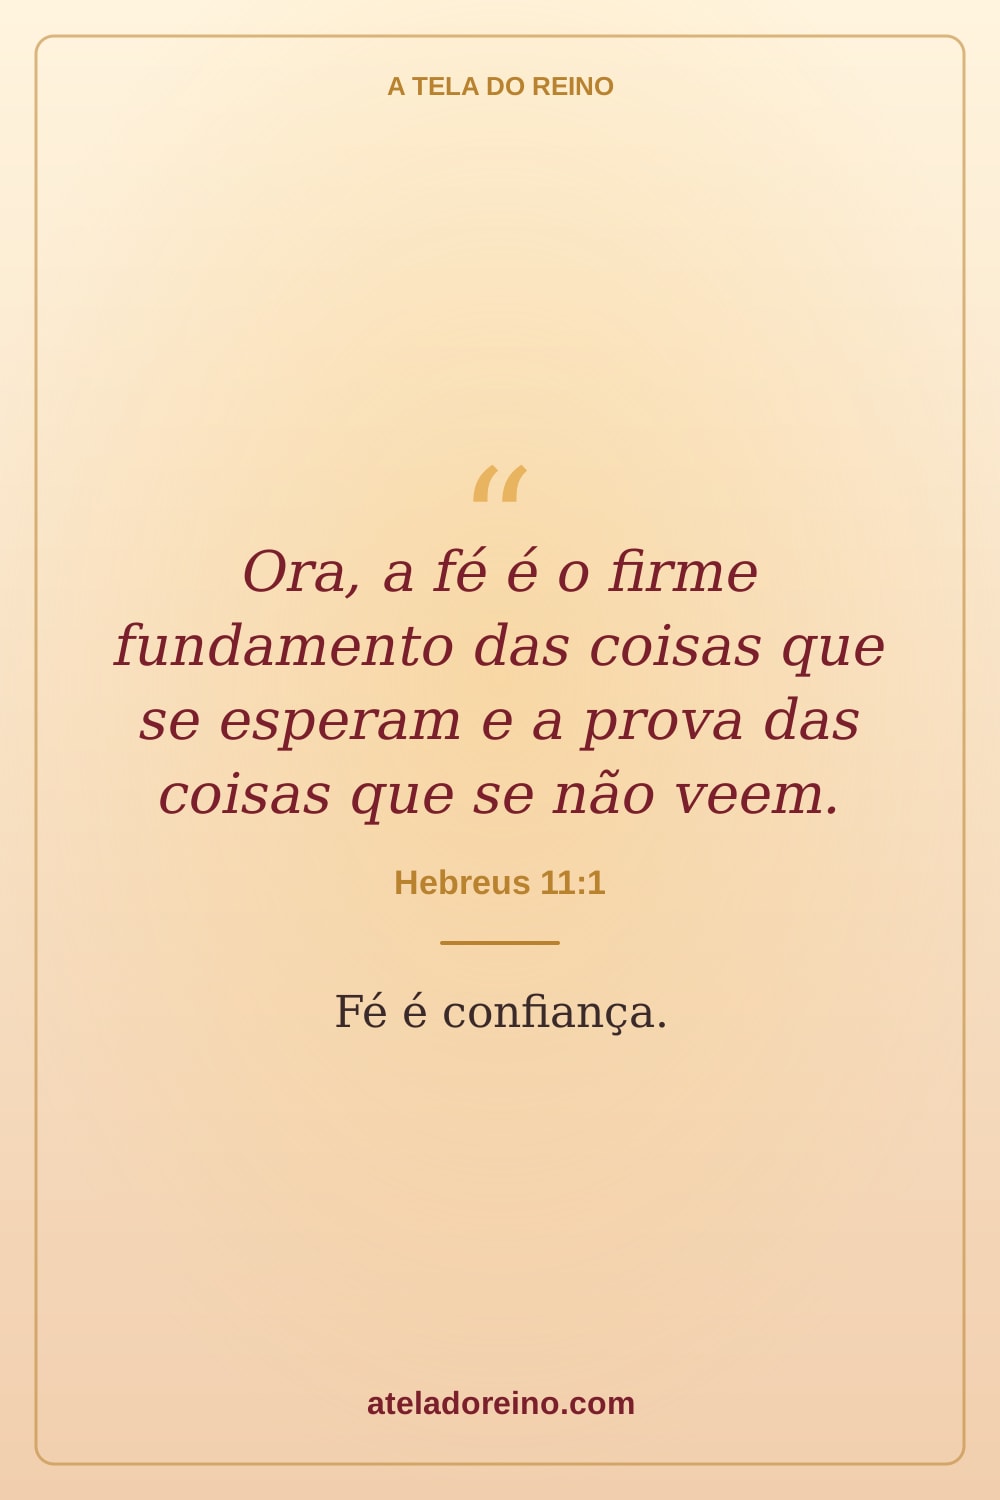 A TELA DO REINO
“
Ora, a fé é o firme
fundamento das coisas que
se esperam e a prova das
coisas que se não veem.
Hebreus 11:1
Fé é confiança.
ateladoreino.com